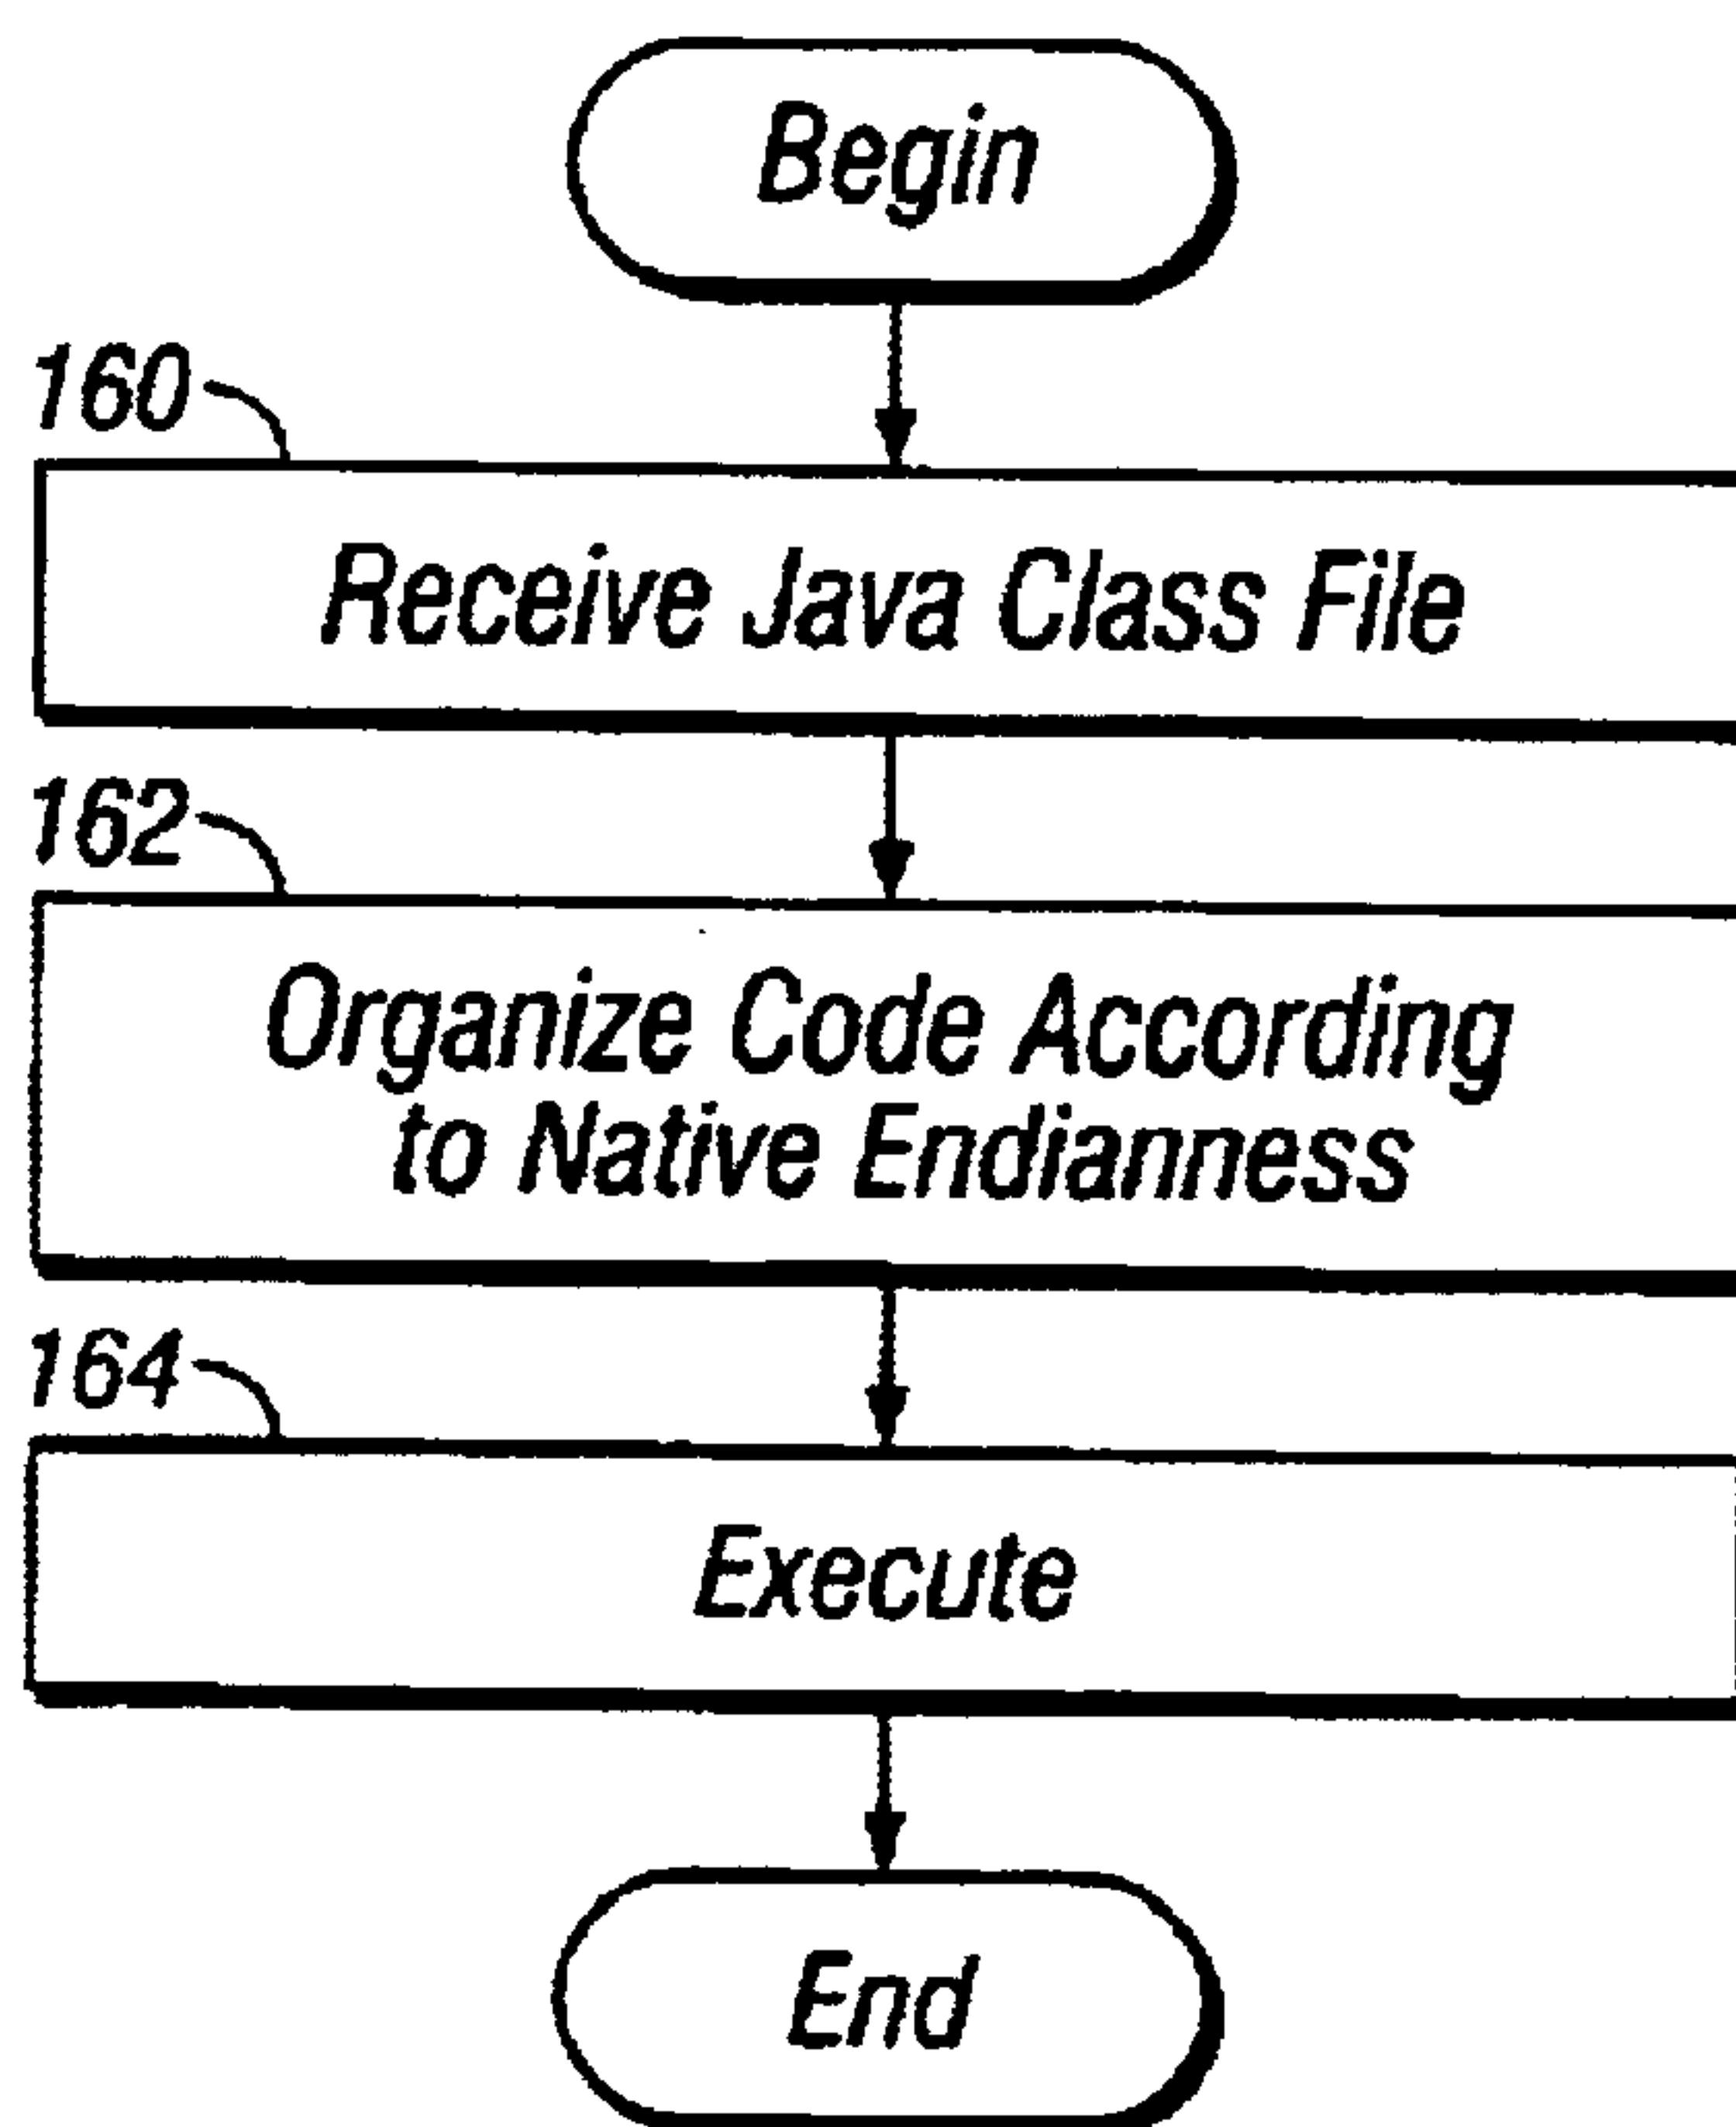 Begin
160
Receive Java Class File
162
Organize Code According
to Native Endianness
164
Execute
End